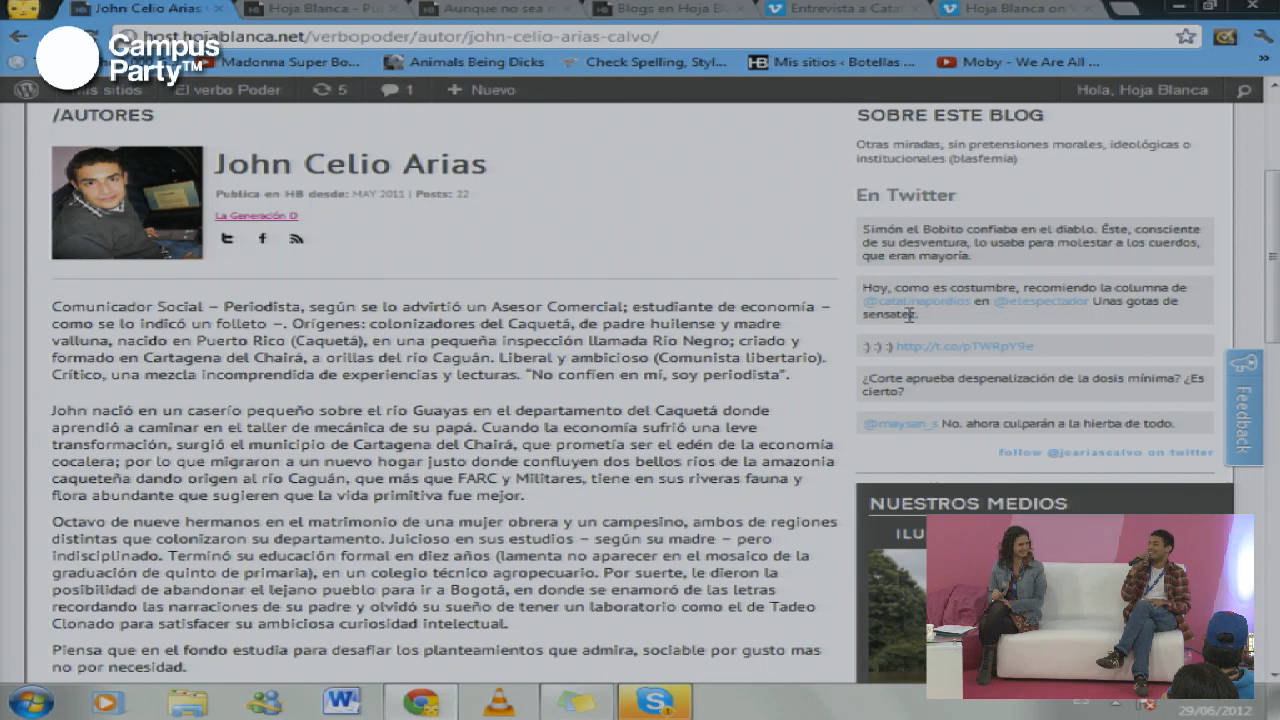 John Celio Arias
Hoja Blanca - Pu
Aunque no sea m
Blogs en Hoja Bl
Entrevista a Cata
Hoja Blanca on V
host.hojablanca.net/verbopoder/autor/john-celio-arias-calvo/
Campus
Party™
Madonna Super Bo...
Animals Being Dicks
Check Spelling, Styl...
Mis sitios ‹ Botellas ...
Moby - We Are All ...
Mis sitios
El verbo Poder
5
1
+ Nuevo
Hola, Hoja Blanca
/AUTORES
John Celio Arias
Publica en HB desde: MAY 2011 | Posts: 22
La Generación D
Comunicador Social – Periodista, según se lo advirtió un Asesor Comercial; estudiante de economía –
como se lo indicó un folleto –. Orígenes: colonizadores del Caquetá, de padre huilense y madre
valluna, nacido en Puerto Rico (Caquetá), en una pequeña inspección llamada Río Negro; criado y
formado en Cartagena del Chairá, a orillas del río Caguán. Liberal y ambicioso (Comunista libertario).
Crítico, una mezcla incomprendida de experiencias y lecturas. “No confíen en mí, soy periodista”.
John nació en un caserío pequeño sobre el río Guayas en el departamento del Caquetá donde
aprendió a caminar en el taller de mecánica de su papá. Cuando la economía sufrió una leve
transformación, surgió el municipio de Cartagena del Chairá, que prometía ser el edén de la economía
cocalera; por lo que migraron a un nuevo hogar justo donde confluyen dos bellos ríos de la amazonia
caqueteña dando origen al río Caguán, que más que FARC y Militares, tiene en sus riveras fauna y
flora abundante que sugieren que la vida primitiva fue mejor.
Octavo de nueve hermanos en el matrimonio de una mujer obrera y un campesino, ambos de regiones
distintas que colonizaron su departamento. Juicioso en sus estudios – según su madre – pero
indisciplinado. Terminó su educación formal en diez años (lamenta no aparecer en el mosaico de la
graduación de quinto de primaria), en un colegio técnico agropecuario. Por suerte, le dieron la
posibilidad de abandonar el lejano pueblo para ir a Bogotá, en donde se enamoró de las letras
recordando las narraciones de su padre y olvidó su sueño de tener un laboratorio como el de Tadeo
Clonado para satisfacer su ambiciosa curiosidad intelectual.
Piensa que en el fondo estudia para desafiar los planteamientos que admira, sociable por gusto mas
no por necesidad.
SOBRE ESTE BLOG
Otras miradas, sin pretensiones morales, ideológicas o
institucionales (blasfemia)
En Twitter
Simón el Bobito confiaba en el diablo. Éste, consciente
de su desventura, lo usaba para molestar a los cuerdos,
que eran mayoría.
Hoy, como es costumbre, recomiendo la columna de
@catalinapordios en @elespectador Unas gotas de
sensatez.
:) :) :) http://t.co/pTWRpY9e
¿Corte aprueba despenalización de la dosis mínima? ¿Es
cierto?
@maysan_s No. ahora culparán a la hierba de todo.
follow @jcariascalvo on twitter
Feedback
NUESTROS MEDIOS
ILU
ES
29/06/2012